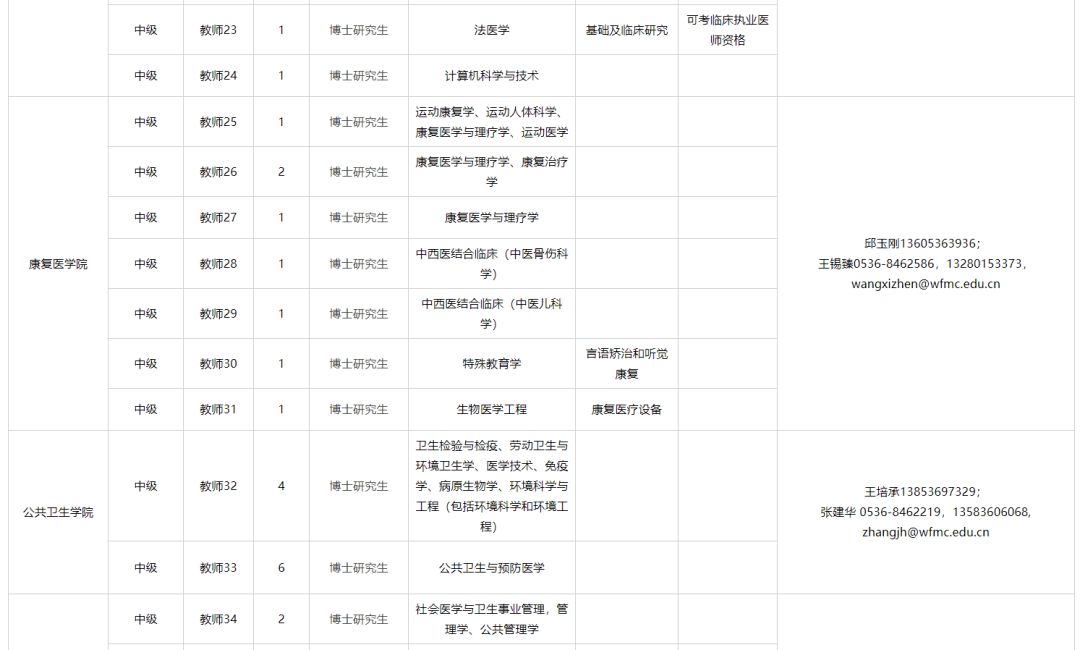 中级 教师23 1 博士研究生 法医学 基础及临床研究 可考临床执业医
师资格
中级 教师24 1 博士研究生 计算机科学与技术
康复医学院
中级 教师25 1 博士研究生 运动康复学、运动人体科学、
康复医学与理疗学、运动医学
中级 教师26 2 博士研究生 康复医学与理疗学、康复治疗
学
中级 教师27 1 博士研究生 康复医学与理疗学
中级 教师28 1 博士研究生 中西医结合临床（中医骨伤科
学）
中级 教师29 1 博士研究生 中西医结合临床（中医儿科
学）
中级 教师30 1 博士研究生 特殊教育学 言语矫治和听觉
康复
中级 教师31 1 博士研究生 生物医学工程 康复医疗设备
邱玉刚13605363936；
王锡臻0536-8462586，13280153373，
wangxizhen@wfmc.edu.cn
公共卫生学院
中级 教师32 4 博士研究生 卫生检验与检疫、劳动卫生与
环境卫生学、医学技术、免疫
学、病原生物学、环境科学与
工程（包括环境科学和环境工
程）
中级 教师33 6 博士研究生 公共卫生与预防医学
王培承13853697329；
张建华 0536-8462219，13583606068,
zhangjh@wfmc.edu.cn
中级 教师34 2 博士研究生 社会医学与卫生事业管理，管
理学、公共管理学